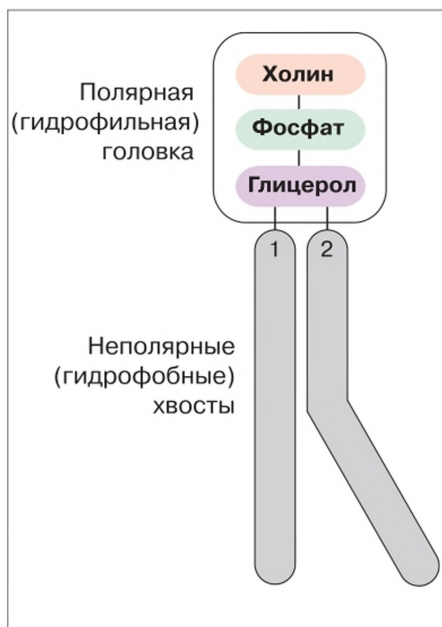 Полярная
(гидрофильная)
головка
Холин
Фосфат
Глицерол
1 2
Неполярные
(гидрофобные)
хвосты